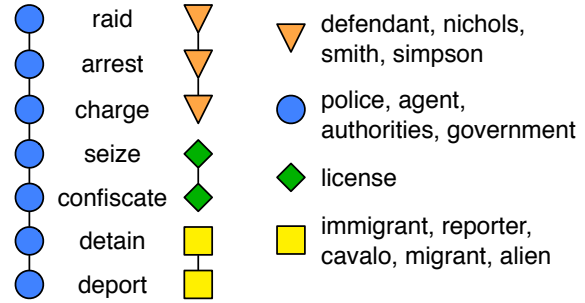 raid
arrest
charge
seize
confiscate
detain
deport
defendant, nichols,
smith, simpson
police, agent,
authorities, government
license
immigrant, reporter,
cavalo, migrant, alien